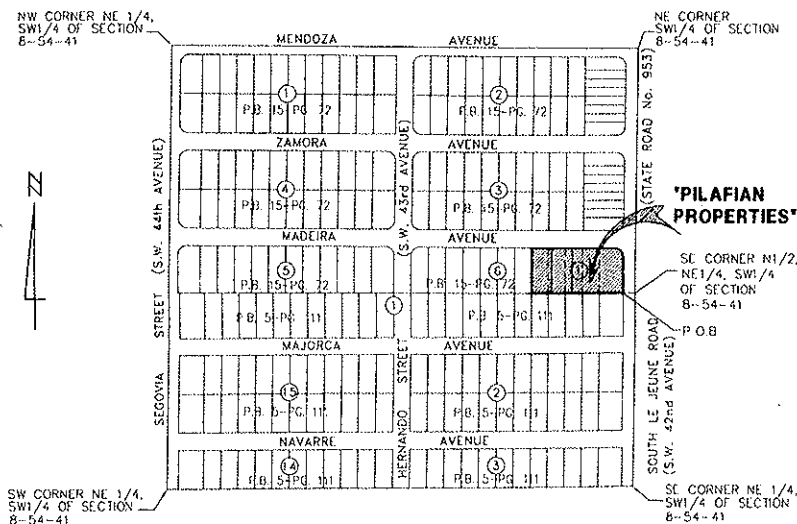 NW CORNER NE 1/4,
SW1/4 OF SECTION
8-54-41
NE CORNER
SW1/4 OF SECTION
8-54-41
MENDOZA AVENUE
1
P.B. 15-PG. 72
2
P.B. 15-PG. 72
ZAMORA AVENUE
4
P.B. 15-PG. 72
3
P.B. 15-PG. 72
MADEIRA AVENUE
5
P.B. 15-PG. 72
6
P.B. 15-PG. 72
P.B. 5-PG. 111
1
P.B. 5-PG. 111
MAJORCA AVENUE
15
P.B. 5-PG. 111
2
P.B. 5-PG. 111
NAVARRE AVENUE
14
P.B. 5-PG. 111
3
P.B. 5-PG. 111
SEGOVIA STREET (S.W. 44th AVENUE)
HERNANDO STREET (S.W. 43rd AVENUE)
SOUTH LE JEUNE ROAD (STATE ROAD No. 953)
(S.W. 42nd AVENUE)
N
"PILAFIAN
PROPERTIES"
SE CORNER N1/2,
NE1/4, SW1/4
OF SECTION
8-54-41
P.O.B
SW CORNER NE 1/4,
SW1/4 OF SECTION
8-54-41
SE CORNER NE 1/4,
SW1/4 OF SECTION
8-54-41